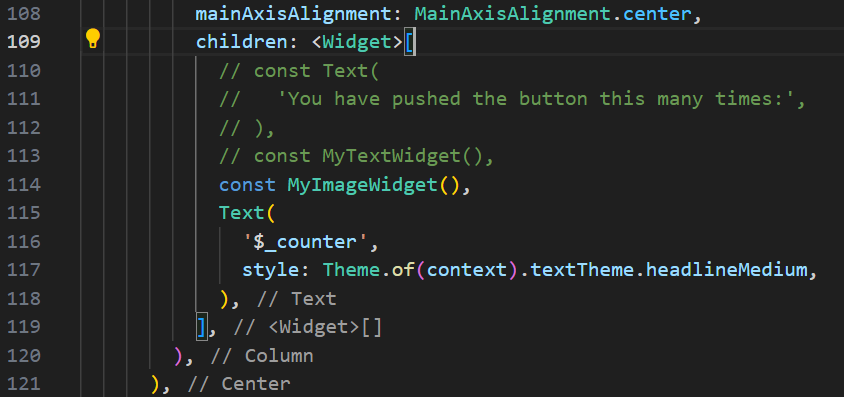 108 mainAxisAlignment: MainAxisAlignment.center,
109 children: <Widget>[
110 // const Text(
111 //   'You have pushed the button this many times:',
112 // ),
113 // const MyTextWidget(),
114 const MyImageWidget(),
115 Text(
116 '$_counter',
117 style: Theme.of(context).textTheme.headlineMedium,
118 ), // Text
119 ], // <Widget>[]
120 ), // Column
121 ), // Center